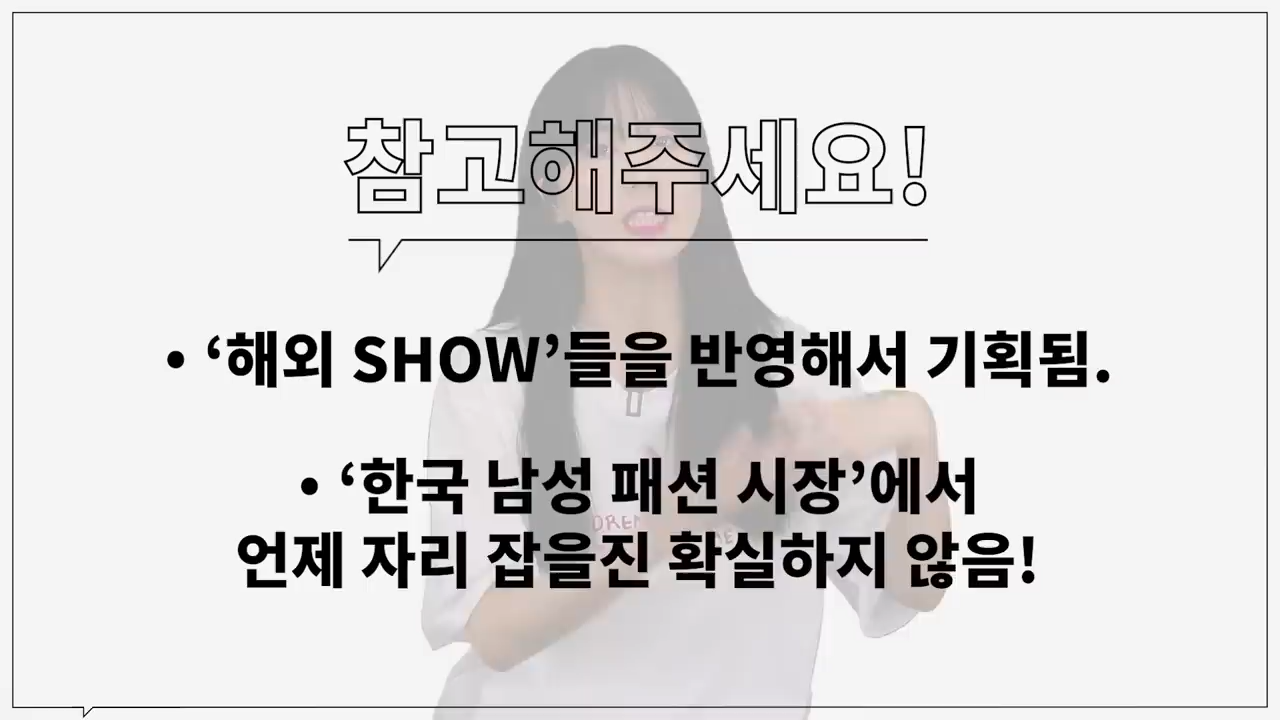 참고해주세요!
• ‘해외 SHOW’들을 반영해서 기획됨.
• ‘한국 남성 패션 시장’에서
언제 자리 잡을진 확실하지 않음!